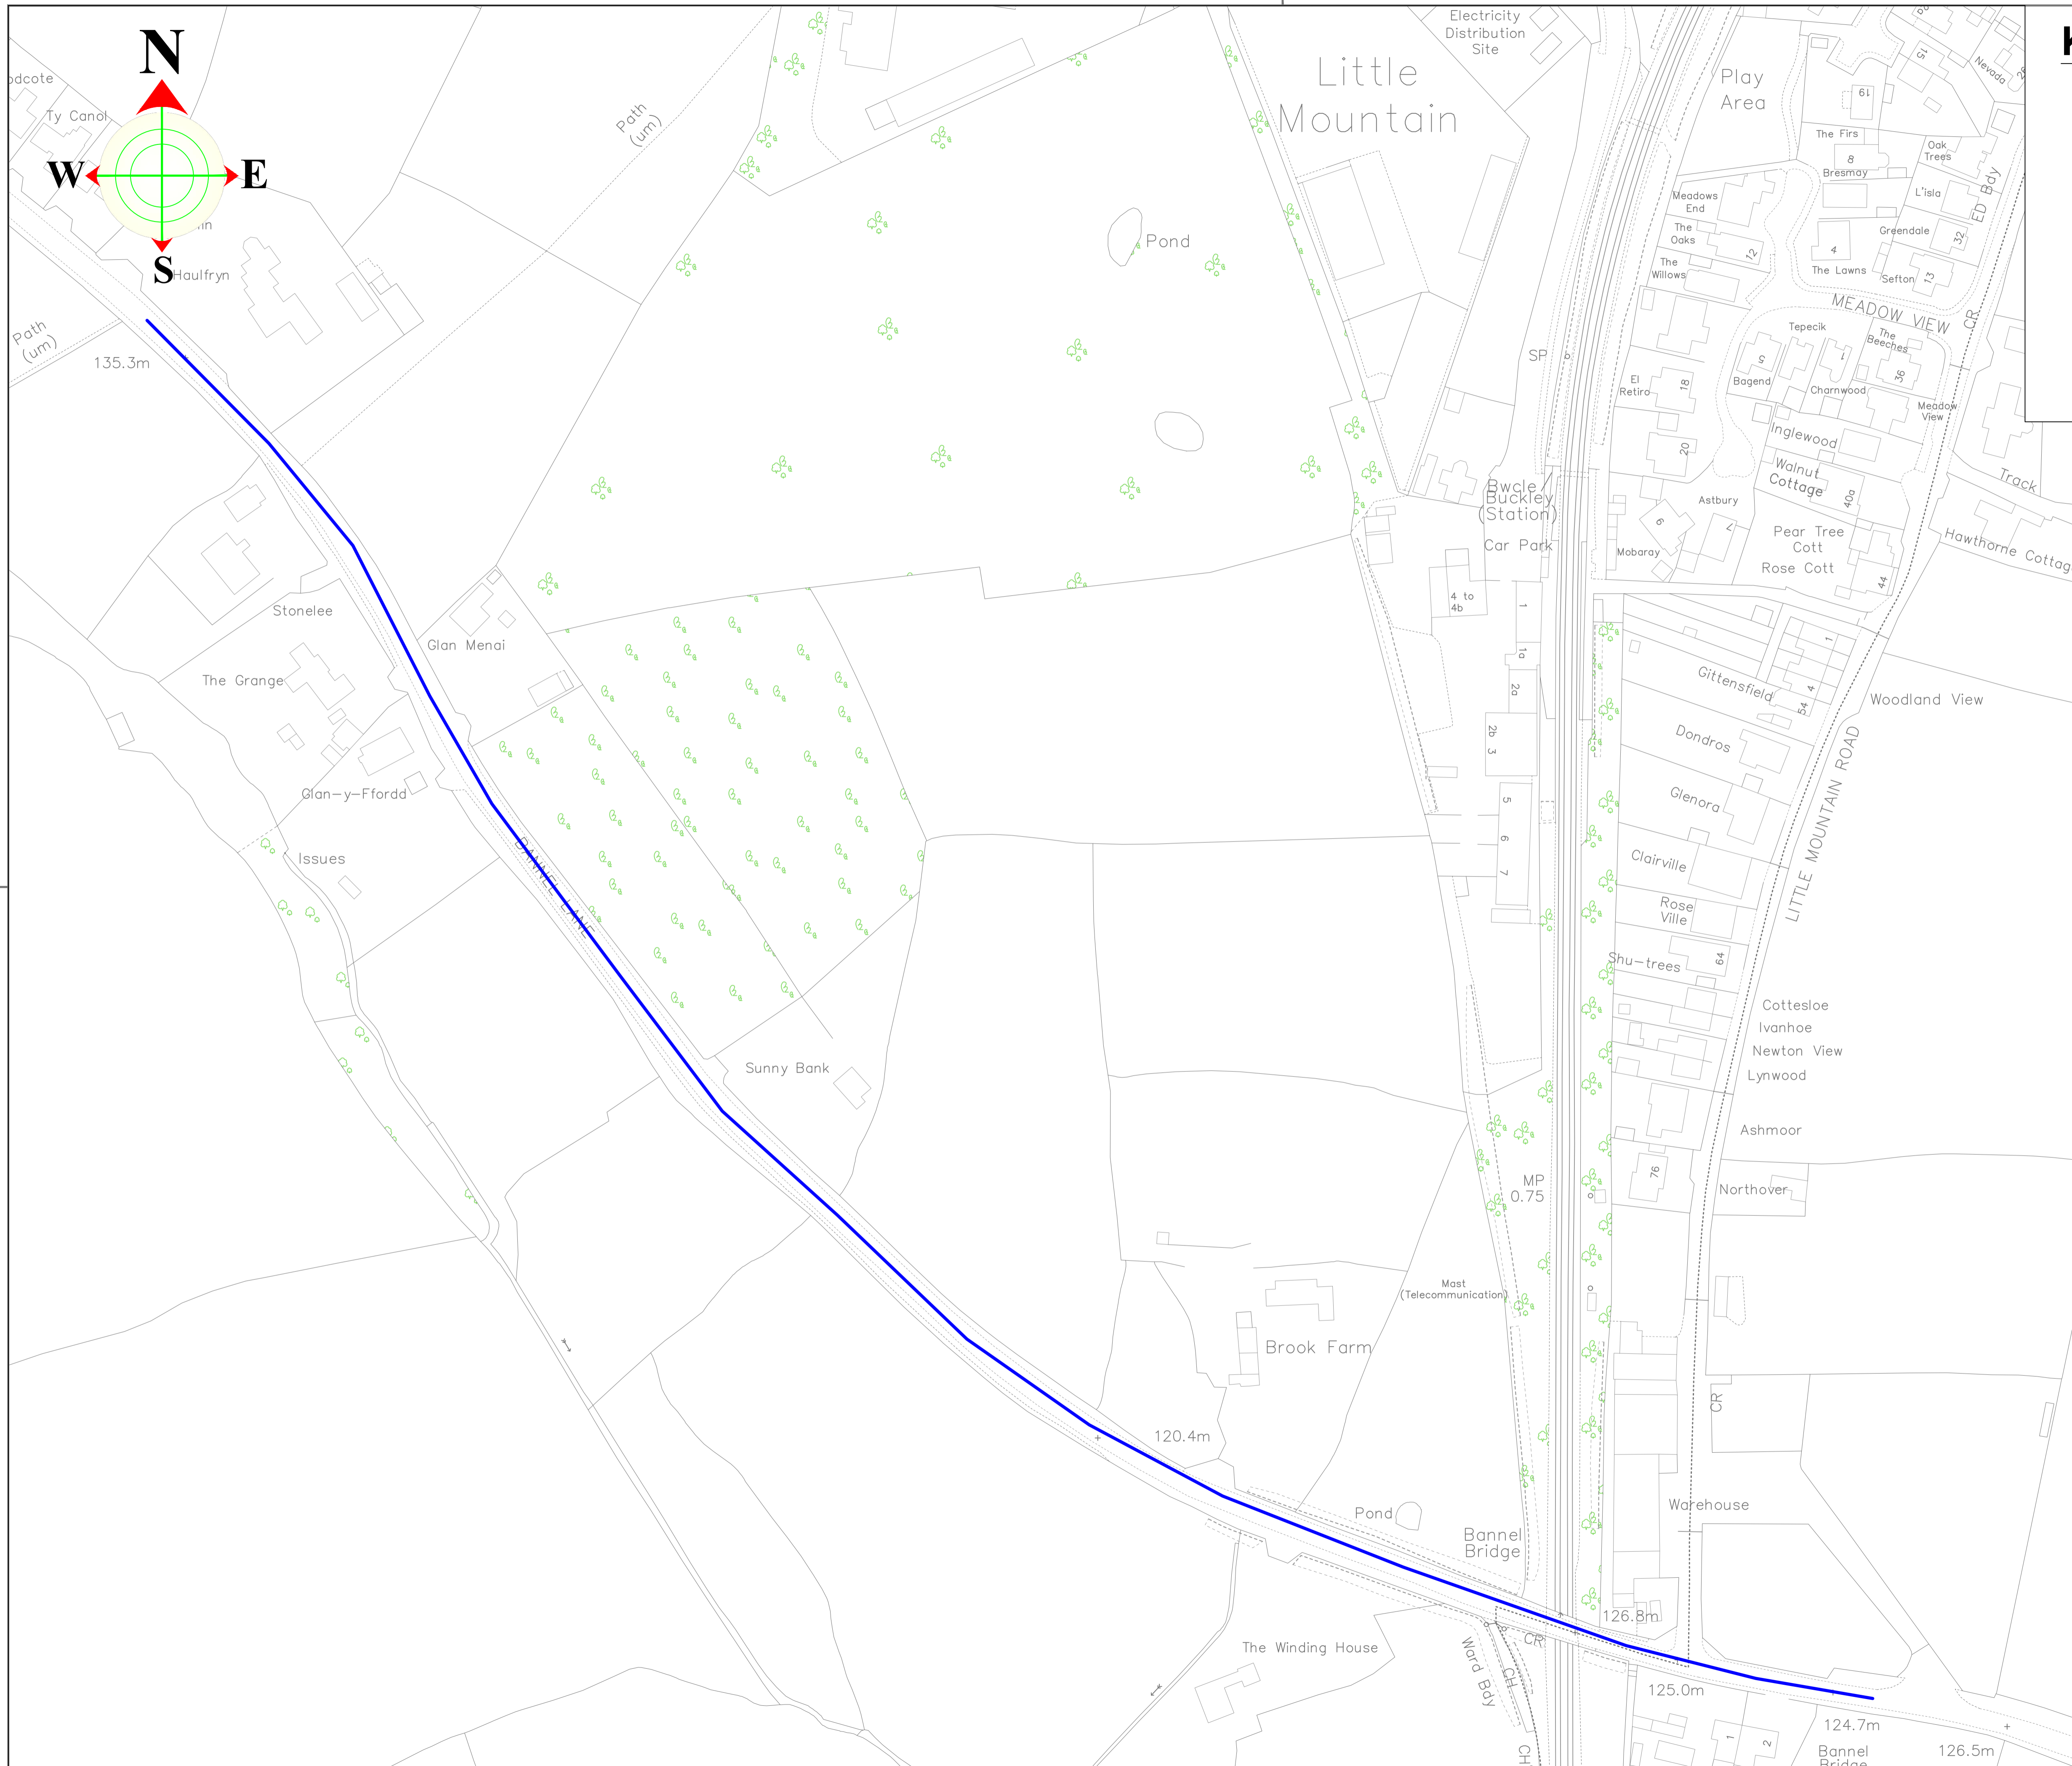 N
W
E
S
odcote
Ty Canol
Haulfryn
Path
(um)
135.3m
Path
(um)
Little
Mountain
Electricity
Distribution
Site
Play
Area
Pond
15
Nevada
19
The Firs
8
Bresmay
Oak
Trees
L'isla
ED Bdy
Meadows
End
The
Oaks
12
The
Willows
4
The Lawns
Greendale
32
Sefton
13
MEADOW VIEW
CR
SP
El
Retiro
18
20
5
Bagend
Tepecik
1
Charnwood
The
Beeches
36
Meadow
View
Inglewood
Walnut
Cottage
40a
Track
Hawthorne Cottag
Bwcle
Buckley
(Station)
Car Park
Astbury
7
9
Mobaray
Pear Tree
Cott
Rose Cott
44
4 to
4b
1
1a
2a
2b
3
5
6
7
1
4
54
Gittensfield
Woodland View
Dondros
Glenora
Clairville
Rose
Ville
64
Shu-trees
LITTLE MOUNTAIN ROAD
Cottesloe
Ivanhoe
Newton View
Lynwood
Ashmoor
76
Northover
MP
0.75
Mast
(Telecommunication)
CR
Stonelee
The Grange
Glan Menai
Glan-y-Ffordd
Issues
BANNEL LANE
Sunny Bank
Brook Farm
120.4m
Pond
Bannel
Bridge
Warehouse
126.8m
The Winding House
Ward Bdy
CR
CH
CH
125.0m
124.7m
126.5m
1
2
Bannel
Bridge